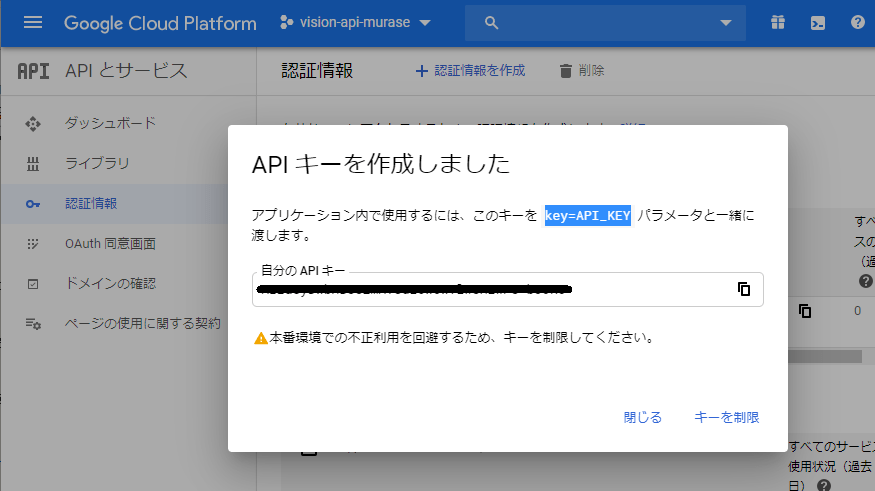 Google Cloud Platform
vision-api-murase
API
API とサービス
認証情報
認証情報を作成
削除
ダッシュボード
ライブラリ
認証情報
OAuth 同意画面
ドメインの確認
ページの使用に関する契約
API キーを作成しました
アプリケーション内で使用するには、このキーを key=API_KEY パラメータと一緒に
渡します。
自分の API キー
本番環境での不正利用を回避するため、キーを制限してください。
閉じる
キーを制限
すべ
スの
（過
0
すべてのサービス
使用状況（過去
日）